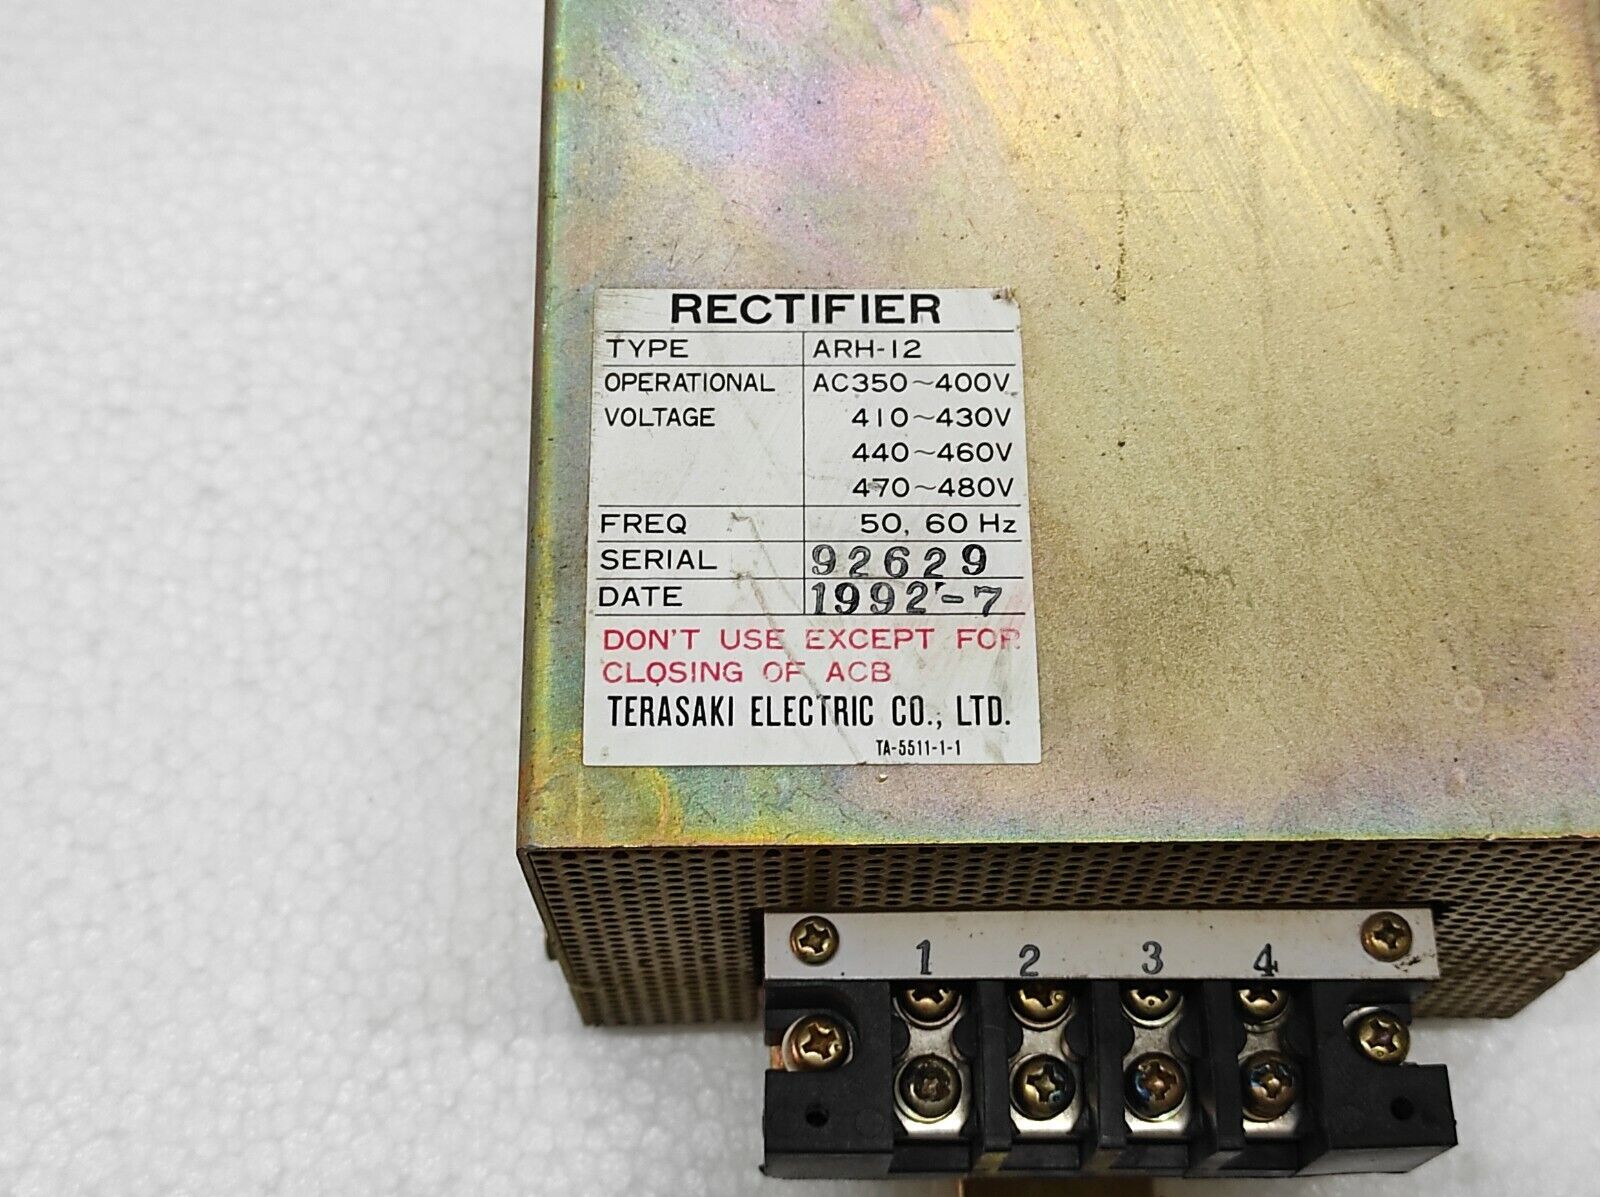 RECTIFIER
TYPE ARH-12
OPERATIONAL AC350~400V
VOLTAGE 410~430V
440~460V
470~480V
FREQ 50, 60 Hz
SERIAL 92629
DATE 1992-7
DON'T USE EXCEPT FOR
CLOSING OF ACB
TERASAKI ELECTRIC CO., LTD.
TA-5511-1-1
1 2 3 4